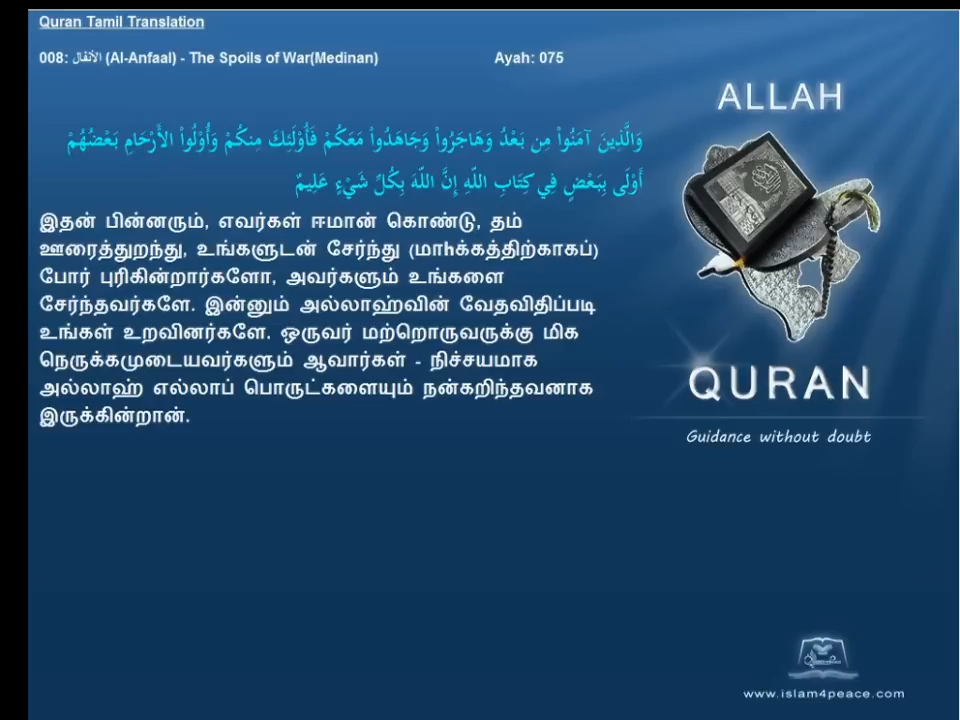 Quran Tamil Translation
008: الأنفال (Al-Anfaal) - The Spoils of War(Medinan) Ayah: 075
ALLAH
وَالَّذِينَ آمَنُواْ مِن بَعْدُ وَهَاجَرُواْ وَجَاهَدُواْ مَعَكُمْ فَأُوْلَئِكَ مِنكُمْ وَأُوْلُواْ الأَرْحَامِ بَعْضُهُمْ
أَوْلَى بِبَعْضٍ فِي كِتَابِ اللّهِ إِنَّ اللّهَ بِكُلِّ شَيْءٍ عَلِيمٌ
இதன் பின்னரும், எவர்கள் ஈமான் கொண்டு, தம்
ஊரைத்துறந்து, உங்களுடன் சேர்ந்து (மாhக்கத்திற்காகப்)
போர் புரிகின்றார்களோ, அவர்களும் உங்களை
சேர்ந்தவர்களே. இன்னும் அல்லாஹ்வின் வேதவிதிப்படி
உங்கள் உறவினர்களே. ஒருவர் மற்றொருவருக்கு மிக
நெருக்கமுடையவர்களும் ஆவார்கள் - நிச்சயமாக
அல்லாஹ் எல்லாப் பொருட்களையும் நன்கறிந்தவனாக
இருக்கின்றான்.
QURAN
Guidance without doubt
www.islam4peace.com